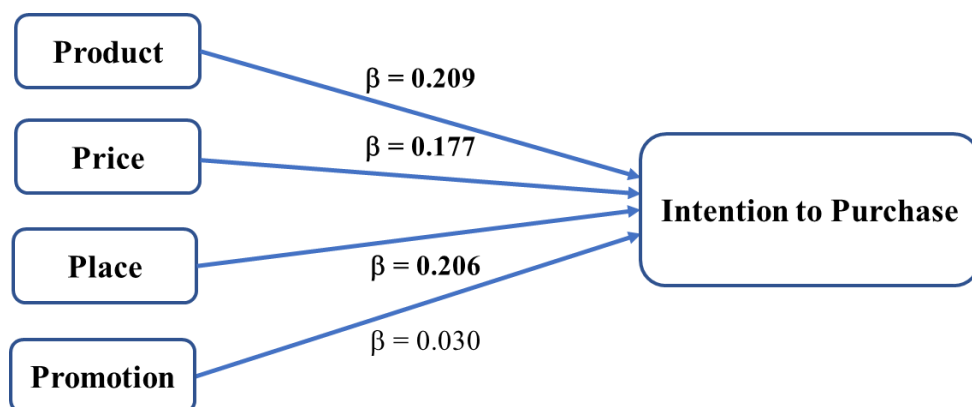 Product
β = 0.209
Price
β = 0.177
Intention to Purchase
Place
β = 0.206
β = 0.030
Promotion